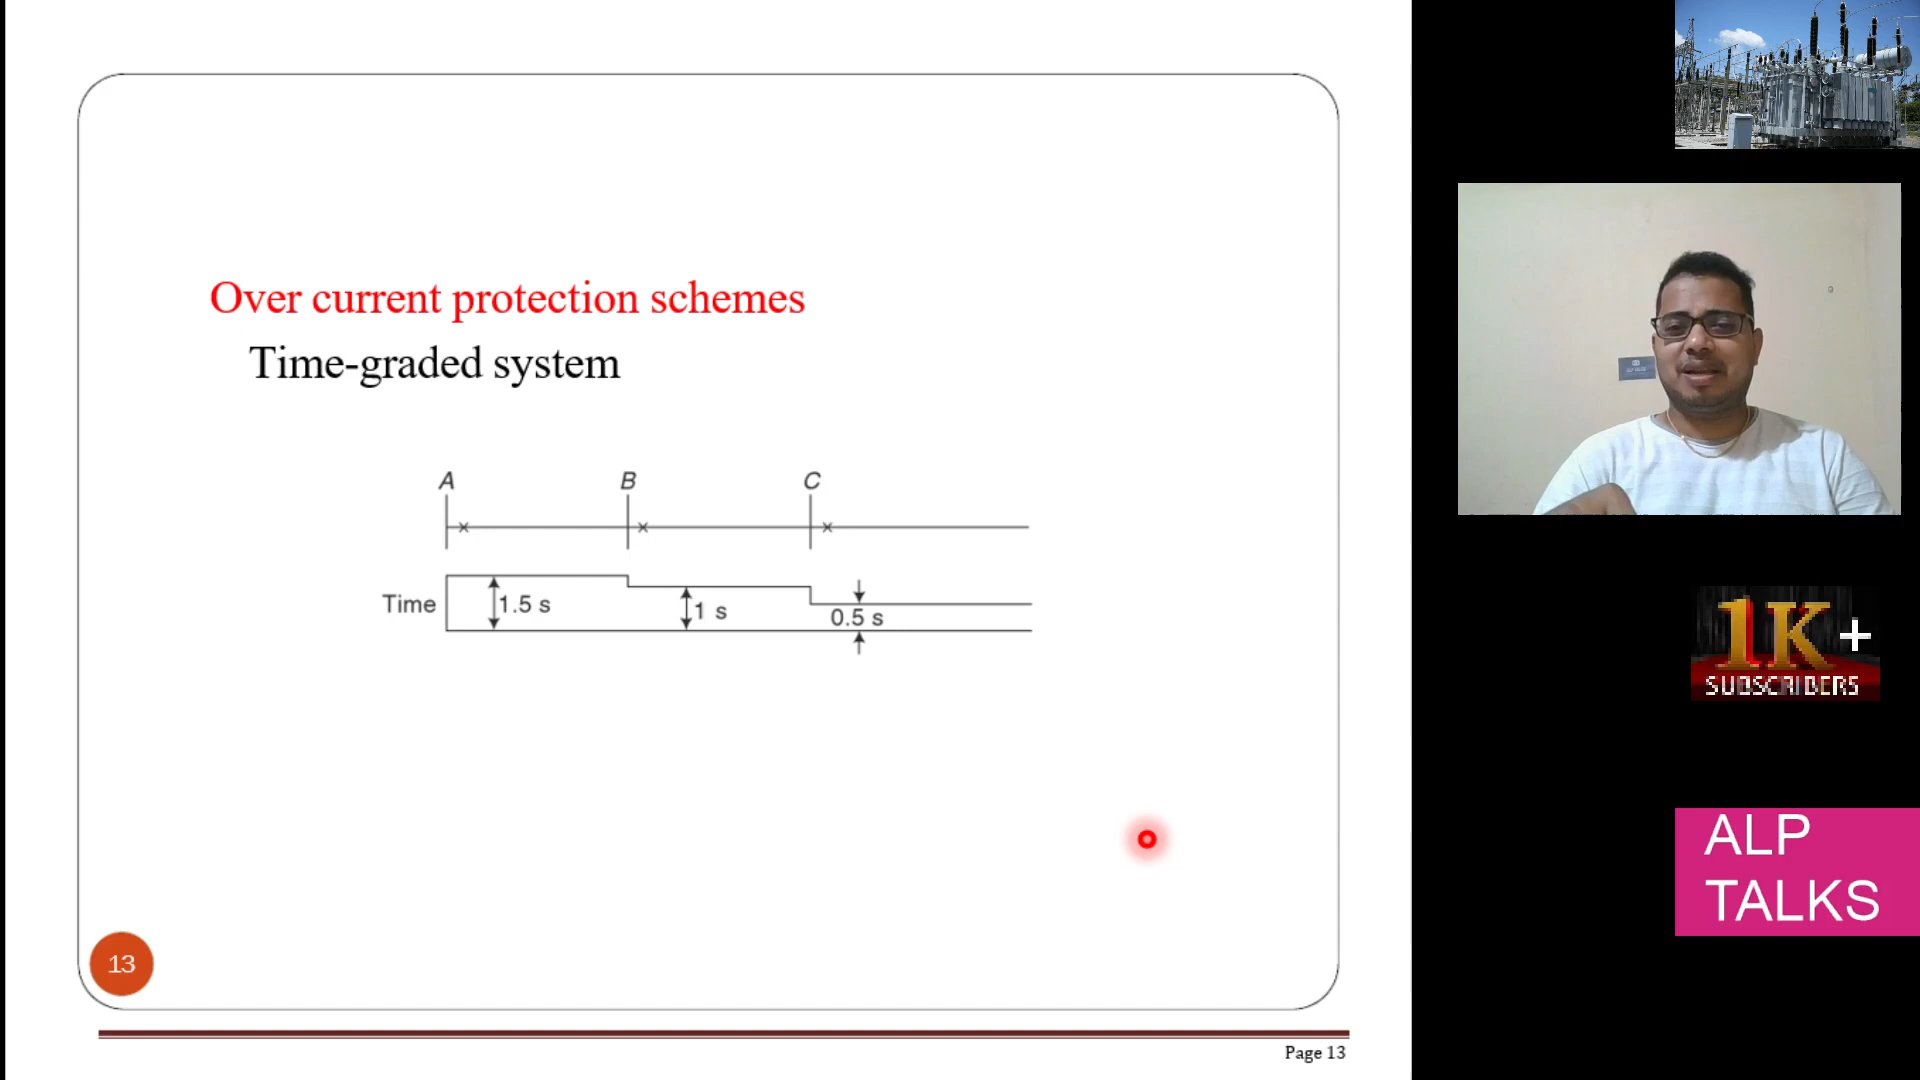 Over current protection schemes
Time-graded system
A B C
Time 1.5 s 1 s 0.5 s
13
Page 13
1K+
SUBSCRIBERS
ALP
TALKS